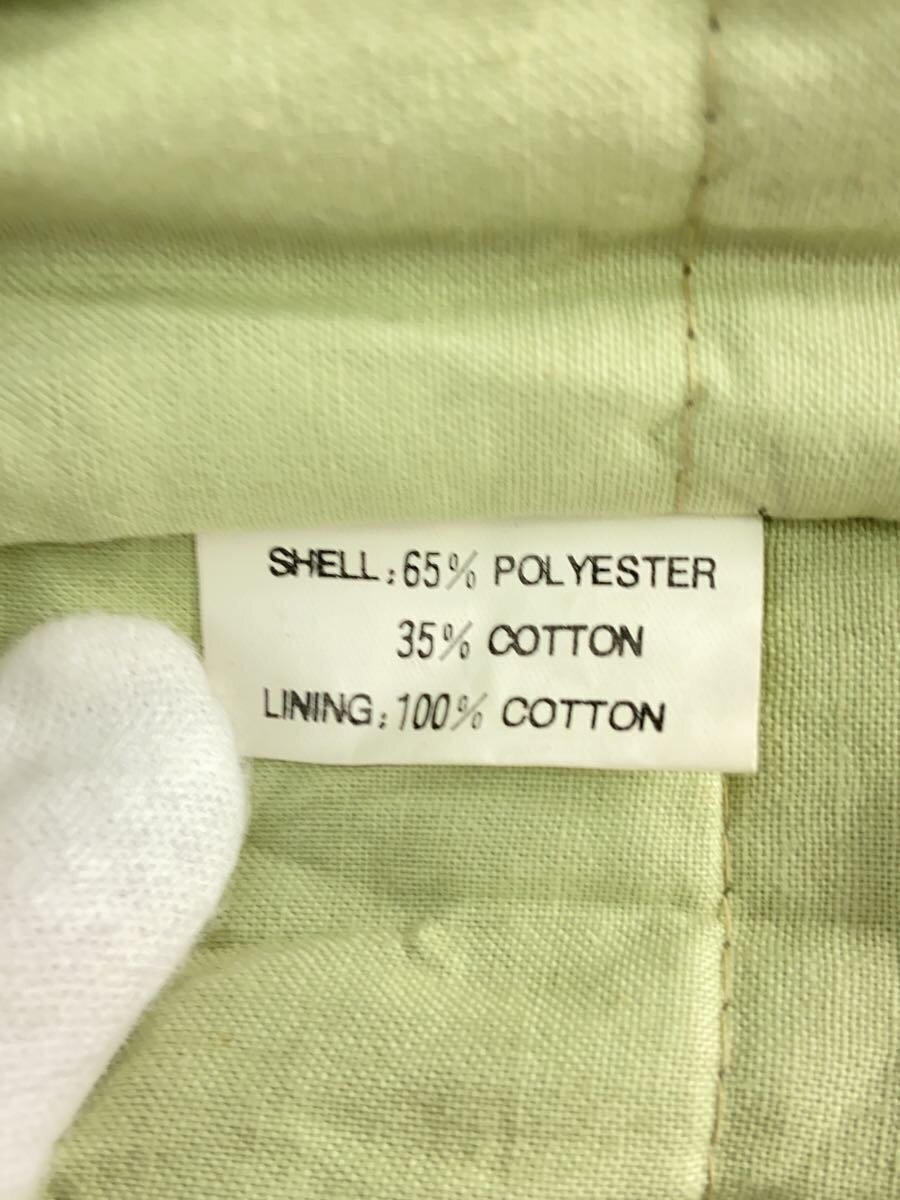 SHELL:65% POLYESTER
35% COTTON
LINING:100% COTTON